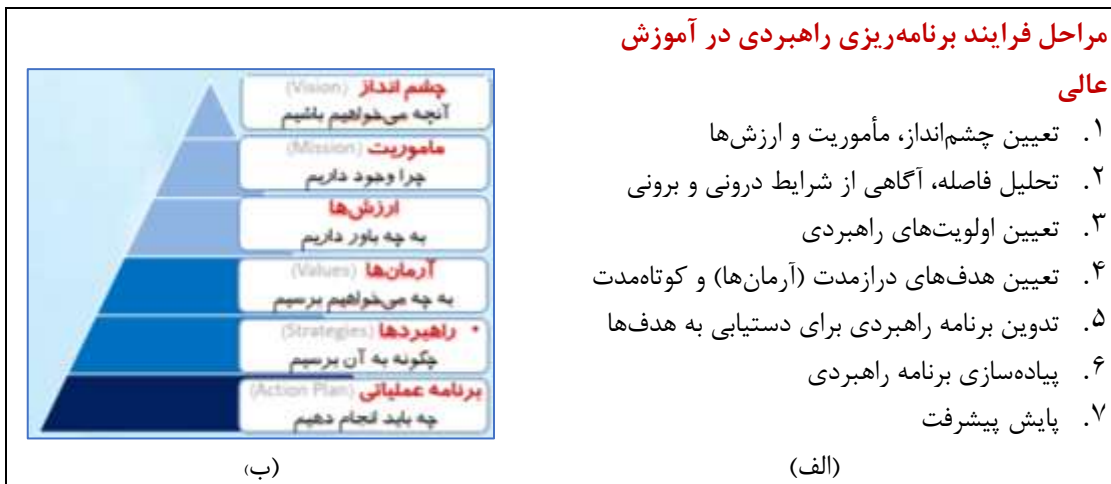 مراحل فرایند برنامه‌ریزی راهبردی در آموزش
عالی
۱. تعیین چشم‌انداز، مأموریت و ارزش‌ها
۲. تحلیل فاصله، آگاهی از شرایط درونی و برونی
۳. تعیین اولویت‌های راهبردی
۴. تعیین هدف‌های درازمدت (آرمان‌ها) و کوتاه‌مدت
۵. تدوین برنامه راهبردی برای دستیابی به هدف‌ها
۶. پیاده‌سازی برنامه راهبردی
۷. پایش پیشرفت
(الف)
چشم انداز (Vision)
آنچه می‌خواهیم باشیم
ماموریت (Mission)
چرا وجود داریم
ارزش‌ها
به چه باور داریم
آرمان‌ها (Values)
به چه می‌خواهیم برسیم
• راهبردها (Strategies)
چگونه به آن برسیم
برنامه عملیاتی (Action Plan)
چه باید انجام دهیم
(ب)